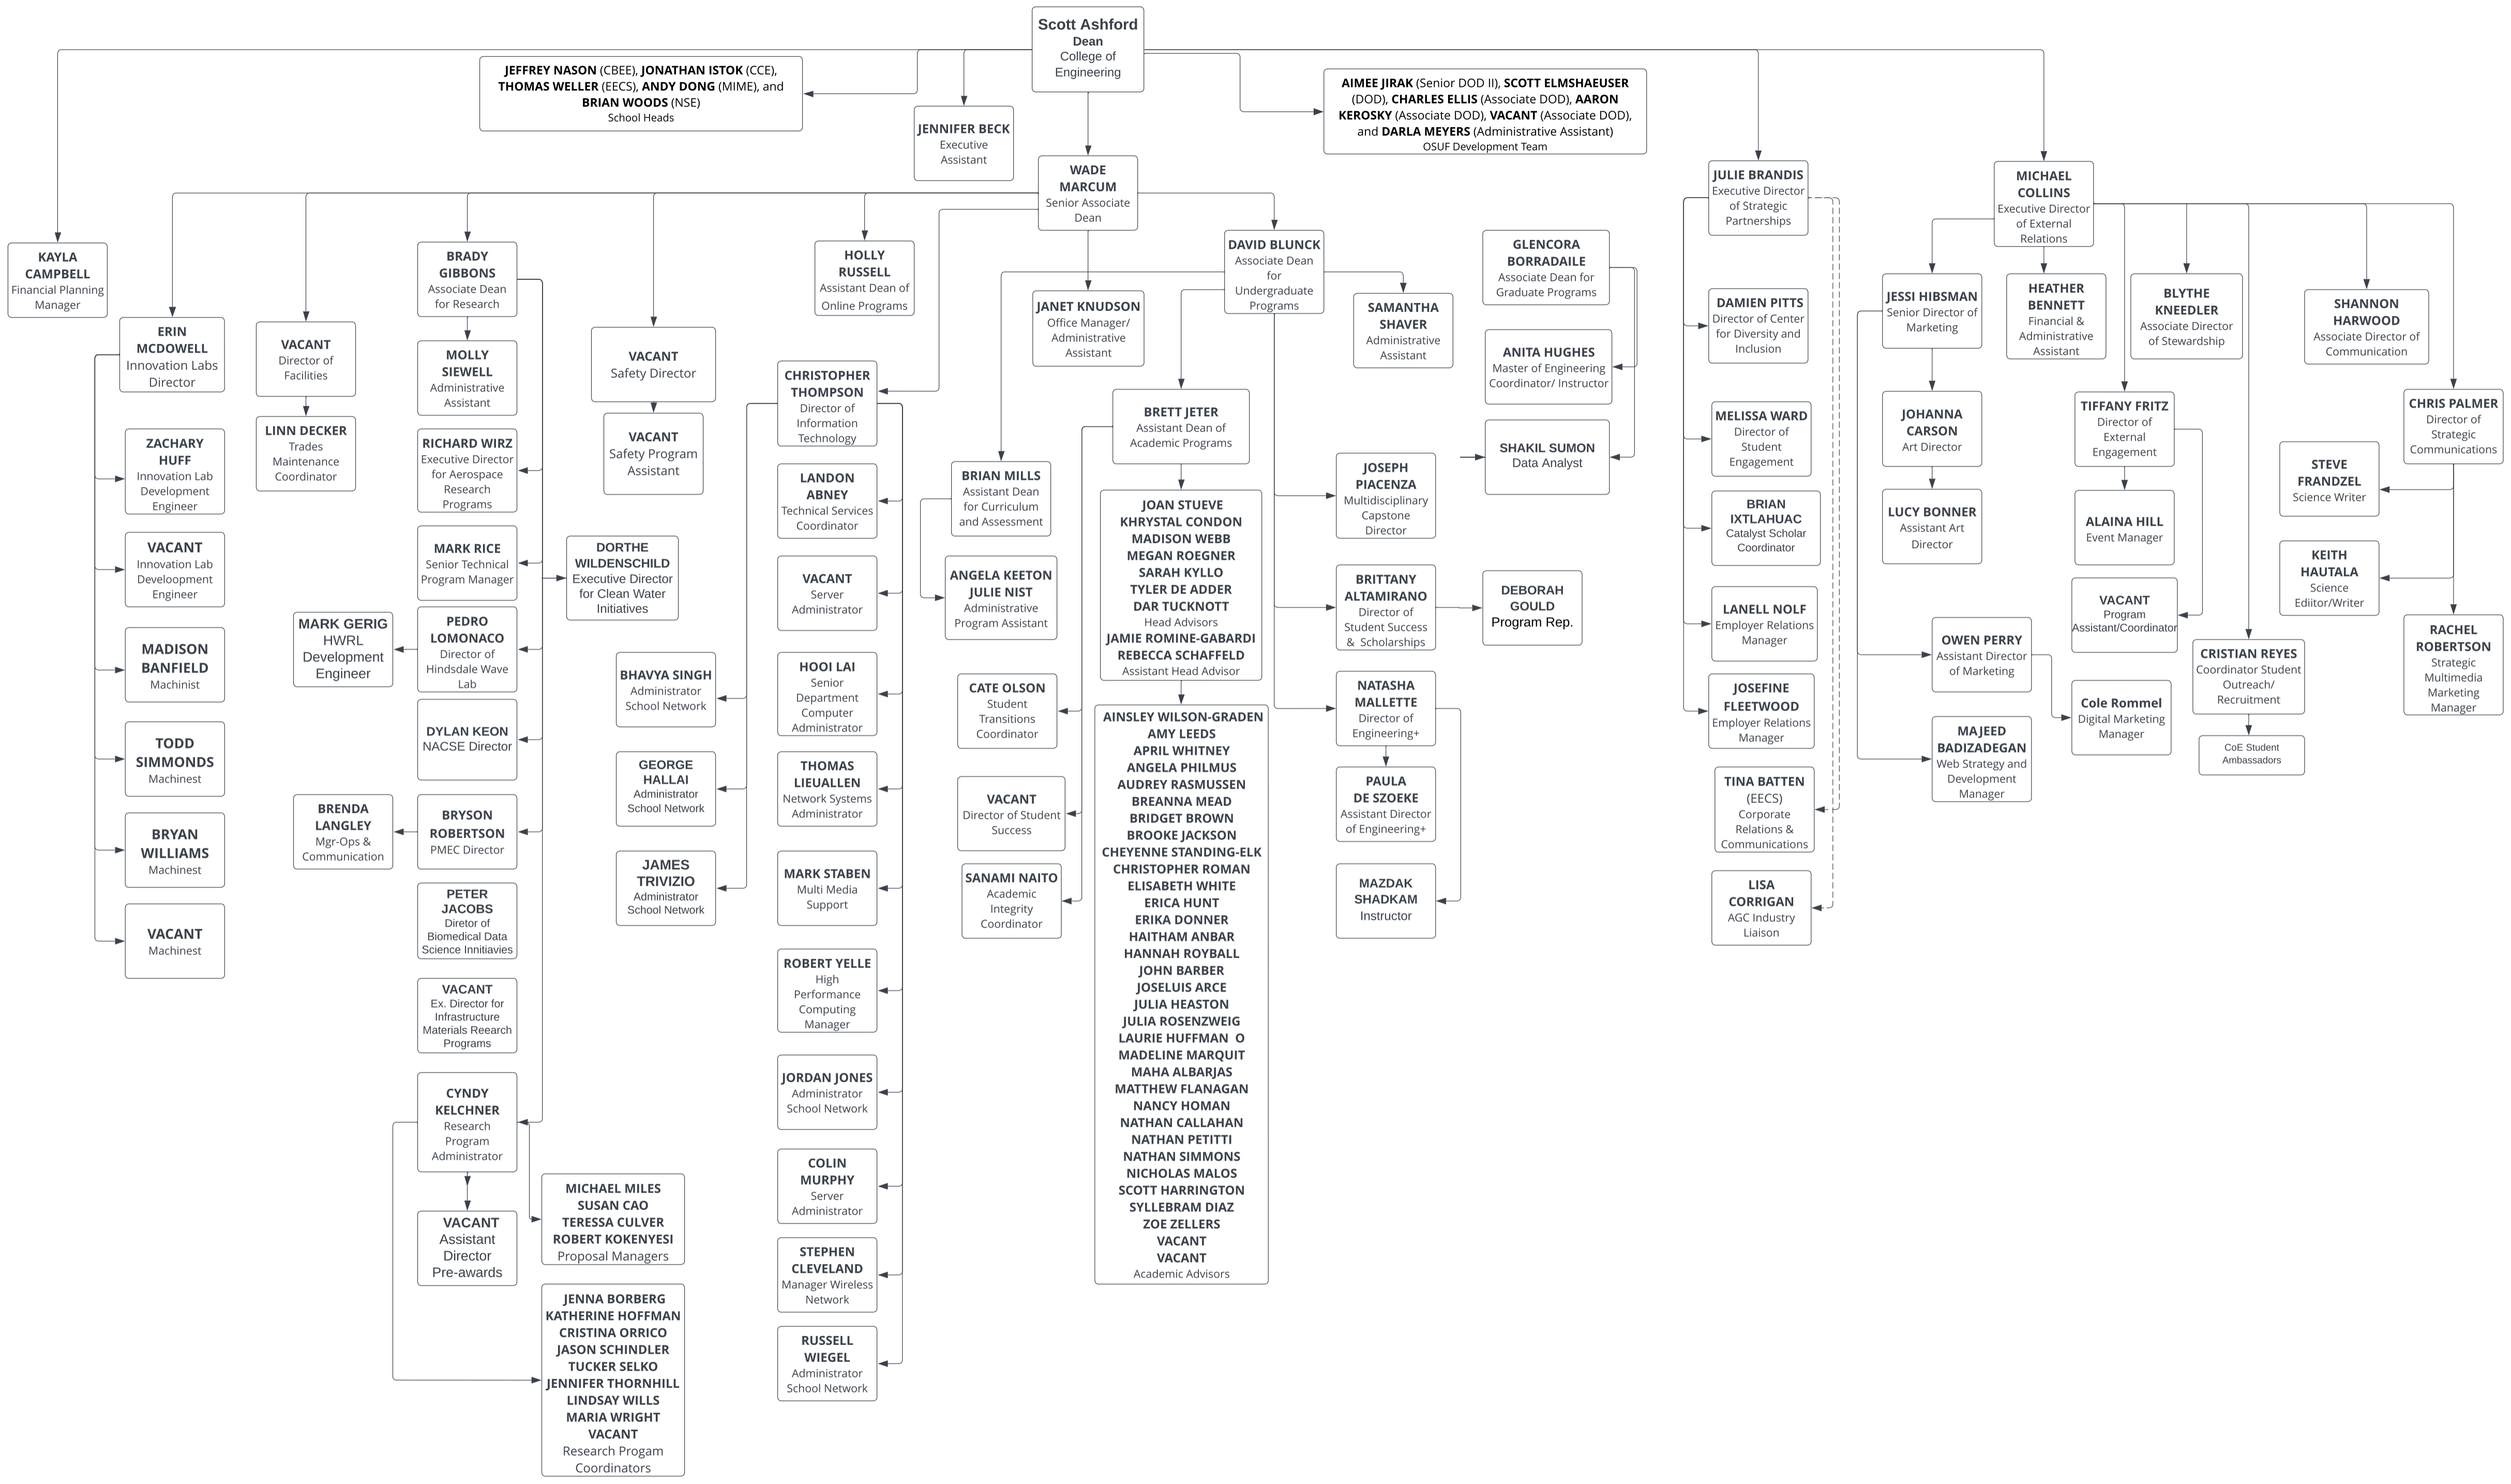 Scott Ashford
Dean
College of
Engineering
JEFFREY NASON (CBEE), JONATHAN ISTOK (CCE),
THOMAS WELLER (EECS), ANDY DONG (MIME), and
BRIAN WOODS (NSE)
School Heads
JENNIFER BECK
Executive
Assistant
AIMEE JIRAK (Senior DOD II), SCOTT ELMSHAEUSER
(DOD), CHARLES ELLIS (Associate DOD), AARON
KEROSKY (Associate DOD), VACANT (Associate DOD),
and DARLA MEYERS (Administrative Assistant)
OSUF Development Team
WADE
MARCUM
Senior Associate
Dean
JULIE BRANDIS
Executive Director
of Strategic
Partnerships
MICHAEL
COLLINS
Executive Director
of External
Relations
KAYLA
CAMPBELL
Financial Planning
Manager
ERIN
MCDOWELL
Innovation Labs
Director
ZACHARY
HUFF
Innovation Lab
Development
Engineer
VACANT
Innovation Lab
Develoopment
Engineer
MADISON
BANFIELD
Machinist
TODD
SIMMONDS
Machinest
BRYAN
WILLIAMS
Machinest
VACANT
Machinest
VACANT
Director of
Facilities
LINN DECKER
Trades
Maintenance
Coordinator
BRADY
GIBBONS
Associate Dean
for Research
MOLLY
SIEWELL
Administrative
Assistant
RICHARD WIRZ
Executive Director
for Aerospace
Research
Programs
MARK RICE
Senior Technical
Program Manager
DORTHE
WILDENSCHILD
Executive Director
for Clean Water
Initiatives
PEDRO
LOMONACO
Director of
Hindsdale Wave
Lab
MARK GERIG
HWRL
Development
Engineer
DYLAN KEON
NACSE Director
BRYSON
ROBERTSON
PMEC Director
BRENDA
LANGLEY
Mgr-Ops &
Communication
PETER
JACOBS
Diretor of
Biomedical Data
Science Innitiavies
VACANT
Ex. Director for
Infrastructure
Materials Reearch
Programs
CYNDY
KELCHNER
Research
Program
Administrator
VACANT
Assistant
Director
Pre-awards
MICHAEL MILES
SUSAN CAO
TERESSA CULVER
ROBERT KOKENYESI
Proposal Managers
JENNA BORBERG
KATHERINE HOFFMAN
CRISTINA ORRICO
JASON SCHINDLER
TUCKER SELKO
JENNIFER THORNHILL
LINDSAY WILLS
MARIA WRIGHT
VACANT
Research Progam
Coordinators
VACANT
Safety Director
VACANT
Safety Program
Assistant
HOLLY
RUSSELL
Assistant Dean of
Online Programs
CHRISTOPHER
THOMPSON
Director of
Information
Technology
LANDON
ABNEY
Technical Services
Coordinator
VACANT
Server
Administrator
HOOI LAI
Senior
Department
Computer
Administrator
THOMAS
LIEUALLEN
Network Systems
Administrator
MARK STABEN
Multi Media
Support
ROBERT YELLE
High
Performance
Computing
Manager
JORDAN JONES
Administrator
School Network
COLIN
MURPHY
Server
Administrator
STEPHEN
CLEVELAND
Manager Wireless
Network
RUSSELL
WIEGEL
Administrator
School Network
BHAVYA SINGH
Administrator
School Network
GEORGE
HALLAI
Administrator
School Network
JAMES
TRIVIZIO
Administrator
School Network
JANET KNUDSON
Office Manager/
Administrative
Assistant
DAVID BLUNCK
Associate Dean
for
Undergraduate
Programs
SAMANTHA
SHAVER
Administrative
Assistant
BRIAN MILLS
Assistant Dean
for Curriculum
and Assessment
ANGELA KEETON
JULIE NIST
Administrative
Program Assistant
BRETT JETER
Assistant Dean of
Academic Programs
JOAN STUEVE
KHRYSTAL CONDON
MADISON WEBB
MEGAN ROEGNER
SARAH KYLLO
TYLER DE ADDER
DAR TUCKNOTT
Head Advisors
JAMIE ROMINE-GABARDI
REBECCA SCHAFFELD
Assistant Head Advisor
AINSLEY WILSON-GRADEN
AMY LEEDS
APRIL WHITNEY
ANGELA PHILMUS
AUDREY RASMUSSEN
BREANNA MEAD
BRIDGET BROWN
BROOKE JACKSON
CHEYENNE STANDING-ELK
CHRISTOPHER ROMAN
ELISABETH WHITE
ERICA HUNT
ERIKA DONNER
HAITHAM ANBAR
HANNAH ROYBALL
JOHN BARBER
JOSELUIS ARCE
JULIA HEASTON
JULIA ROSENZWEIG
LAURIE HUFFMAN O
MADELINE MARQUIT
MAHA ALBARJAS
MATTHEW FLANAGAN
NANCY HOMAN
NATHAN CALLAHAN
NATHAN PETITTI
NATHAN SIMMONS
NICHOLAS MALOS
SCOTT HARRINGTON
SYLLEBRAM DIAZ
ZOE ZELLERS
VACANT
VACANT
Academic Advisors
CATE OLSON
Student
Transitions
Coordinator
VACANT
Director of Student
Success
SANAMI NAITO
Academic
Integrity
Coordinator
JOSEPH
PIACENZA
Multidisciplinary
Capstone
Director
BRITTANY
ALTAMIRANO
Director of
Student Success
& Scholarships
DEBORAH
GOULD
Program Rep.
NATASHA
MALLETTE
Director of
Engineering+
PAULA
DE SZOEKE
Assistant Director
of Engineering+
MAZDAK
SHADKAM
Instructor
GLENCORA
BORRADAILE
Associate Dean for
Graduate Programs
ANITA HUGHES
Master of Engineering
Coordinator/ Instructor
SHAKIL SUMON
Data Analyst
DAMIEN PITTS
Director of Center
for Diversity and
Inclusion
MELISSA WARD
Director of
Student
Engagement
BRIAN
IXTLAHUAC
Catalyst Scholar
Coordinator
LANELL NOLF
Employer Relations
Manager
JOSEFINE
FLEETWOOD
Employer Relations
Manager
TINA BATTEN
(EECS)
Corporate
Relations &
Communications
LISA
CORRIGAN
AGC Industry
Liaison
JESSI HIBSMAN
Senior Director of
Marketing
JOHANNA
CARSON
Art Director
LUCY BONNER
Assistant Art
Director
OWEN PERRY
Assistant Director
of Marketing
Cole Rommel
Digital Marketing
Manager
MAJEED
BADIZADEGAN
Web Strategy and
Development
Manager
HEATHER
BENNETT
Financial &
Administrative
Assistant
TIFFANY FRITZ
Director of
External
Engagement
ALAINA HILL
Event Manager
VACANT
Program
Assistant/Coordinator
BLYTHE
KNEEDLER
Associate Director
of Stewardship
CRISTIAN REYES
Coordinator Student
Outreach/
Recruitment
CoE Student
Ambassadors
SHANNON
HARWOOD
Associate Director of
Communication
CHRIS PALMER
Director of
Strategic
Communications
STEVE
FRANDZEL
Science Writer
KEITH
HAUTALA
Science
Ediitor/Writer
RACHEL
ROBERTSON
Strategic
Multimedia
Marketing
Manager